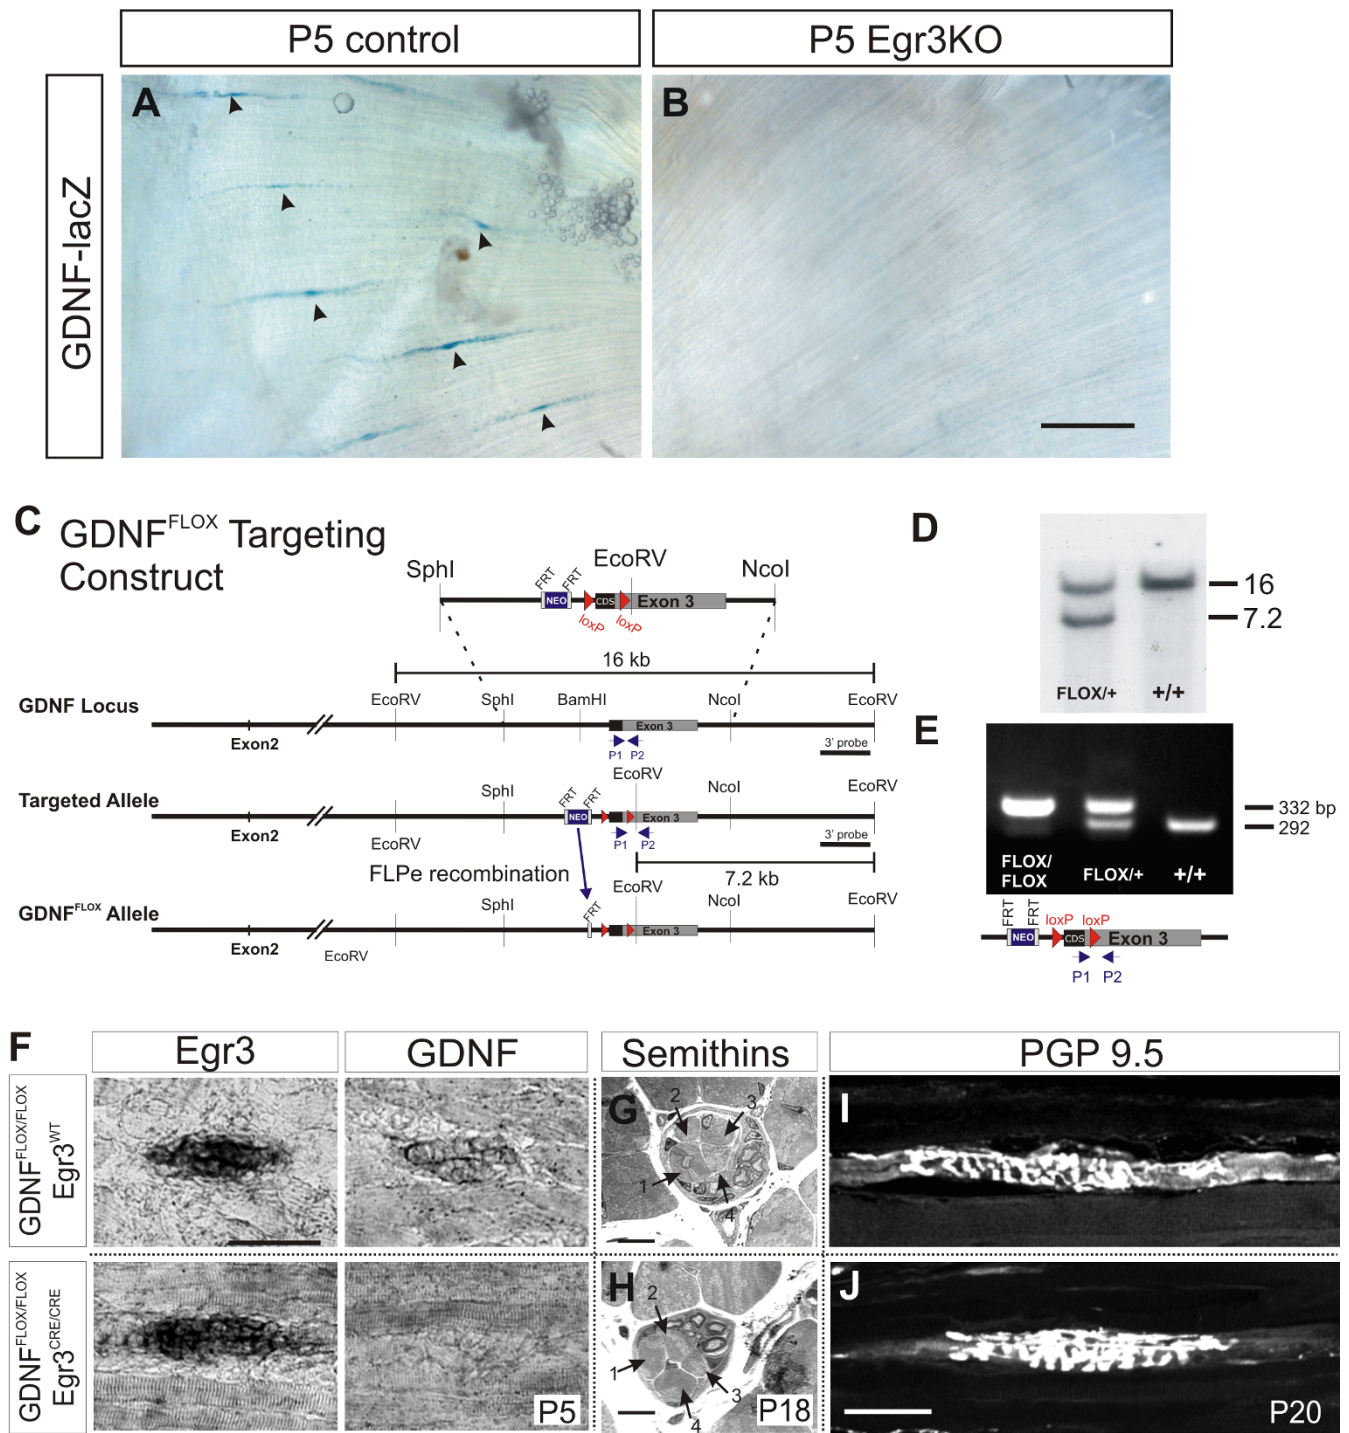 P5 control
P5 Egr3KO
GDNF-lacZ
A
B
C
GDNF^FLOX Targeting
Construct
SphI
FRT
FRT
EcoRV
NcoI
NEO
CDS
Exon 3
loxP
loxP
16 kb
GDNF Locus
EcoRV
SphI
BamHI
NcoI
EcoRV
Exon2
Exon 3
P1
P2
3' probe
Targeted Allele
SphI
FRT
FRT
EcoRV
NcoI
EcoRV
NEO
Exon 3
Exon2
EcoRV
P1
P2
3' probe
FLPe recombination
7.2 kb
GDNF^FLOX Allele
SphI
FRT
EcoRV
NcoI
EcoRV
Exon 3
Exon2
EcoRV
D
16
7.2
FLOX/+
+/+
E
332 bp
292
FLOX/
FLOX
FLOX/+
+/+
FRT
FRT
loxP
loxP
NEO
CDS
Exon 3
P1
P2
F
Egr3
GDNF
Semithins
PGP 9.5
GDNF^FLOX/FLOX
Egr3^WT
G
2
3
1
4
I
GDNF^FLOX/FLOX
Egr3^CRE/CRE
P5
H
2
1
3
4
P18
J
P20